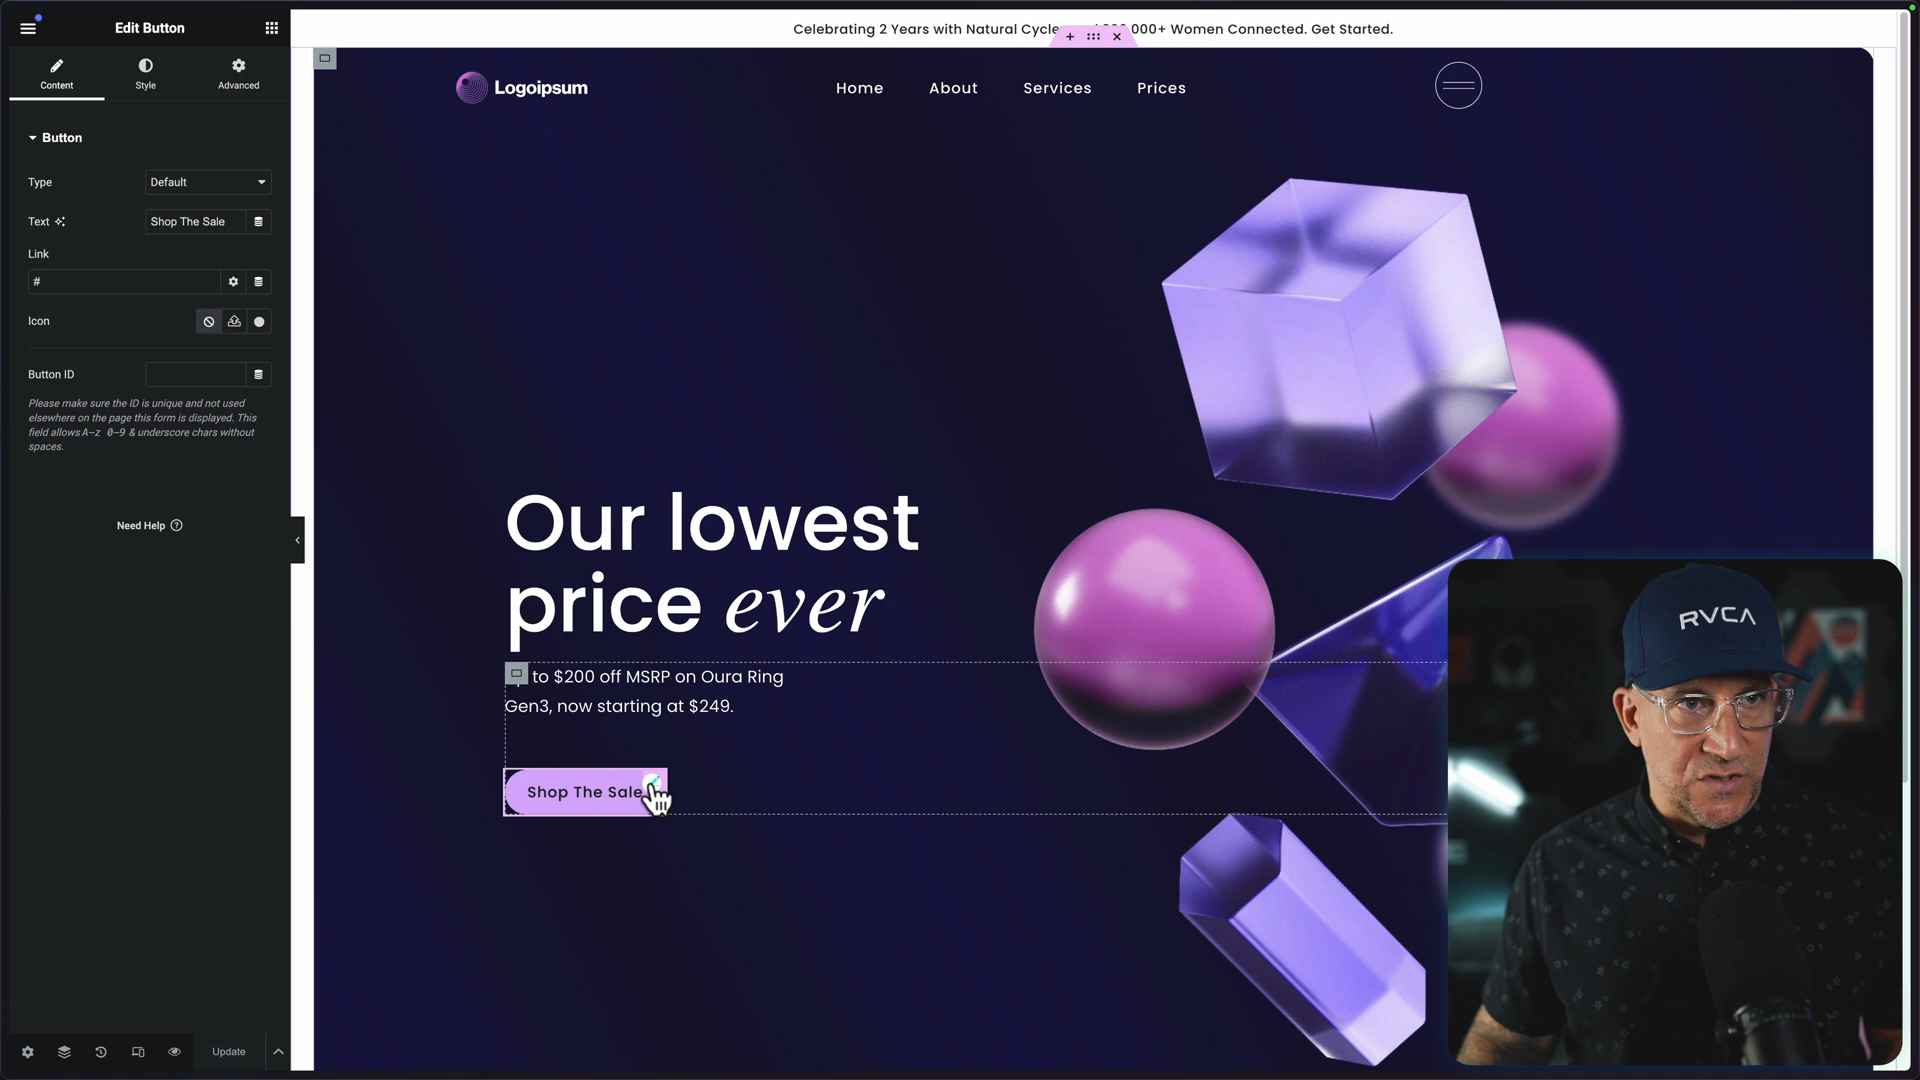 Edit Button
Content
Style
Advanced
Button
Type
Default
Text
Shop The Sale
Link
#
Icon
Button ID
Please make sure the ID is unique and not used
elsewhere on the page this form is displayed. This
field allows A-z 0-9 & underscore chars without
spaces.
Need Help
Update
Celebrating 2 Years with Natural Cycle 000+ Women Connected. Get Started.
Logoipsum
Home
About
Services
Prices
Our lowest
price ever
to $200 off MSRP on Oura Ring
Gen3, now starting at $249.
Shop The Sale
RVCA